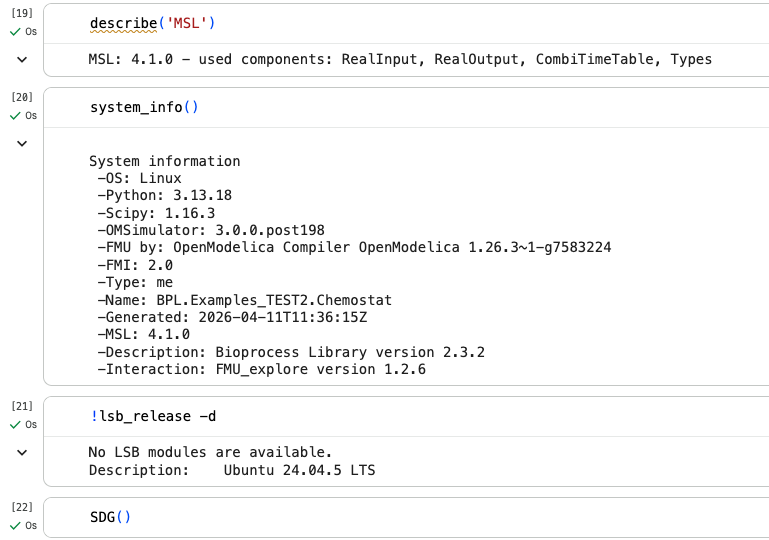 [19]
describe('MSL')
0s
MSL: 4.1.0 - used components: RealInput, RealOutput, CombiTimeTable, Types
[20]
system_info()
0s
System information
-OS: Linux
-Python: 3.13.18
-Scipy: 1.16.3
-OMSimulator: 3.0.0.post198
-FMU by: OpenModelica Compiler OpenModelica 1.26.3~1-g7583224
-FMI: 2.0
-Type: me
-Name: BPL.Examples_TEST2.Chemostat
-Generated: 2026-04-11T11:36:15Z
-MSL: 4.1.0
-Description: Bioprocess Library version 2.3.2
-Interaction: FMU_explore version 1.2.6
[21]
!lsb_release -d
0s
No LSB modules are available.
Description:    Ubuntu 24.04.5 LTS
[22]
SDG()
0s